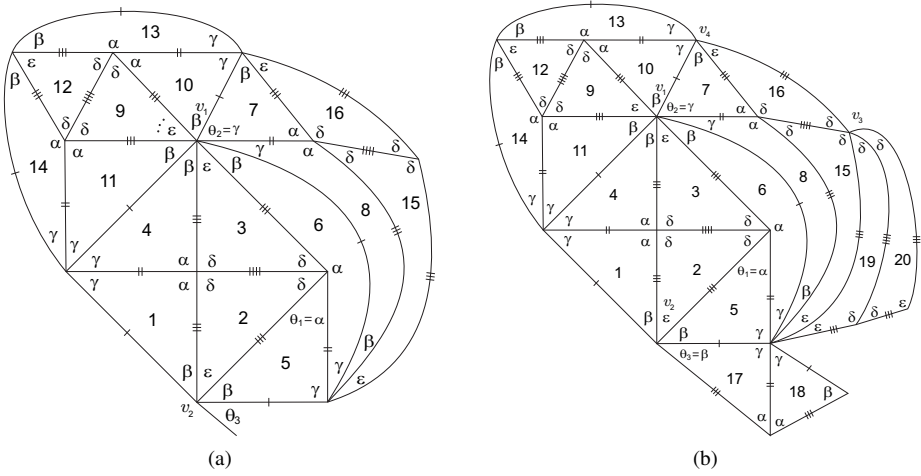 13
β α γ v₄
ε ε
β 12 δ δ α 10 γ β 16
9 v₁ 7
β
δ δ ε θ₂=γ α δ v₃
α α β ε γ α δ δ δ δ
14 11 β β 8 15
4 3 6
γ γ α δ δ α
γ α δ δ
1 2 θ₁=α 19 20
v₂ 5 β
β ε γ ε ε δ δ ε
β γ
θ₃=β γ γ
17 18 β
α α
13
β α γ
ε ε
β 12 δ δ α 10 γ β 16
9 v₁ 7
β
δ δ ε θ₂=γ α δ
α α β β γ α δ δ
14 11 β 8 15
γ 4 3 6
γ α δ δ α
γ α δ δ
1 2 θ₁=α
5 γ β
β ε γ ε
v₂ β
θ₃
(a) (b)